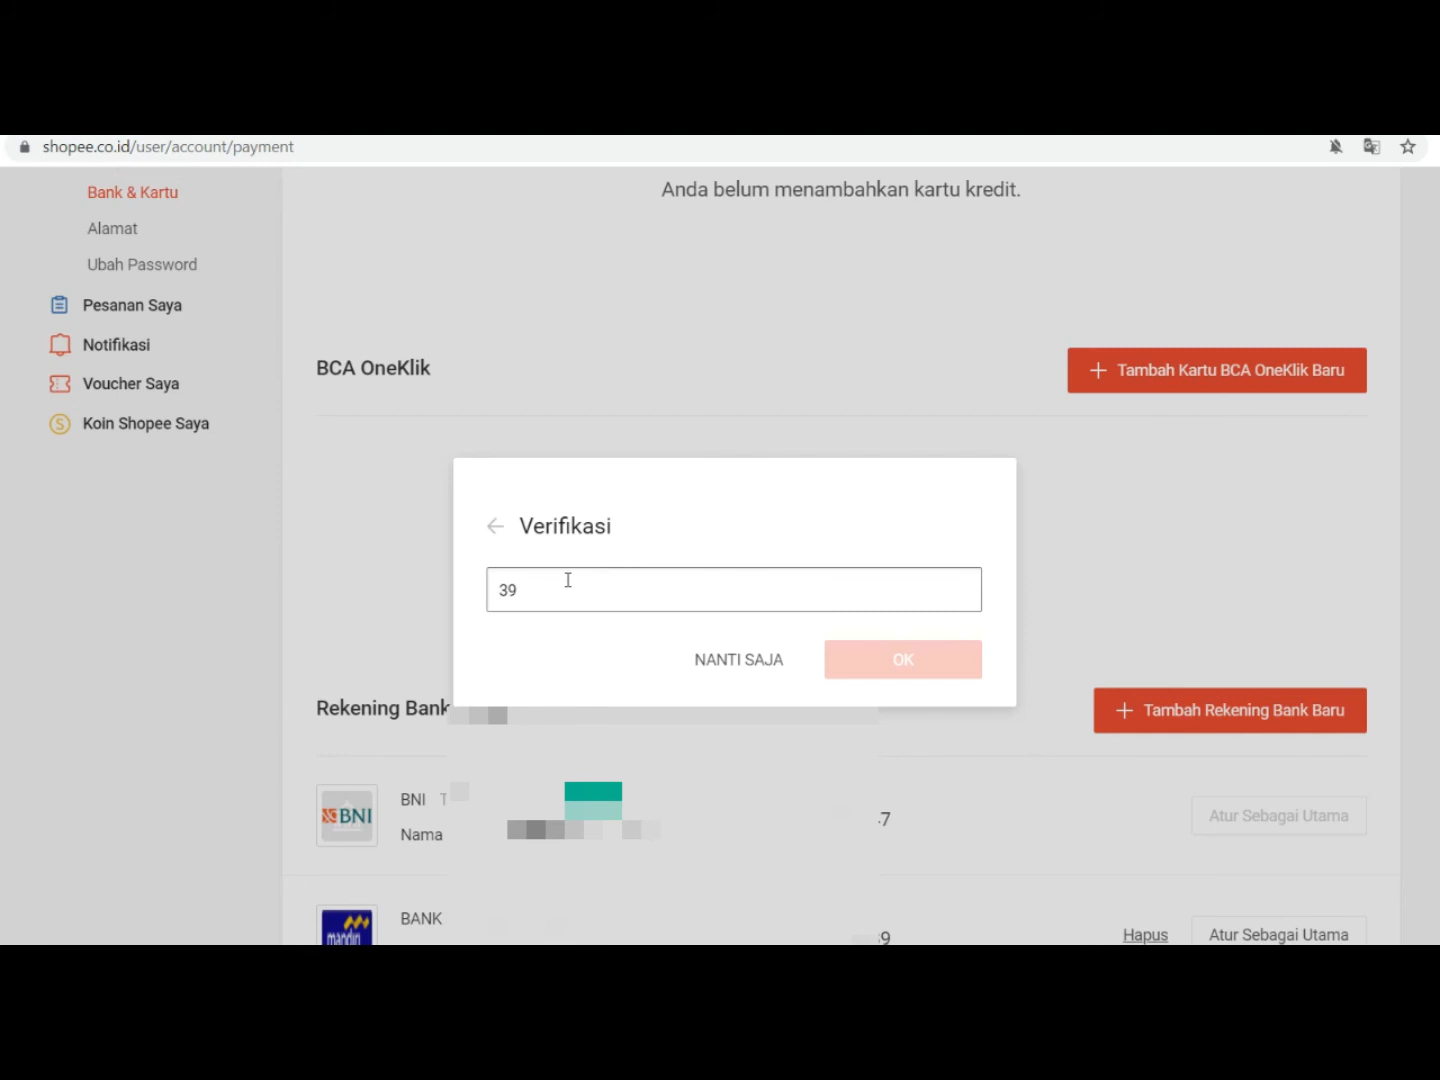 shopee.co.id/user/account/payment
Bank & Kartu
Alamat
Ubah Password
Pesanan Saya
Notifikasi
Voucher Saya
Koin Shopee Saya
Anda belum menambahkan kartu kredit.
BCA OneKlik
+ Tambah Kartu BCA OneKlik Baru
← Verifikasi
39
NANTI SAJA
OK
Rekening Bank
+ Tambah Rekening Bank Baru
BNI
BNI T
Nama
47
Atur Sebagai Utama
mandiri
BANK
9
Hapus
Atur Sebagai Utama